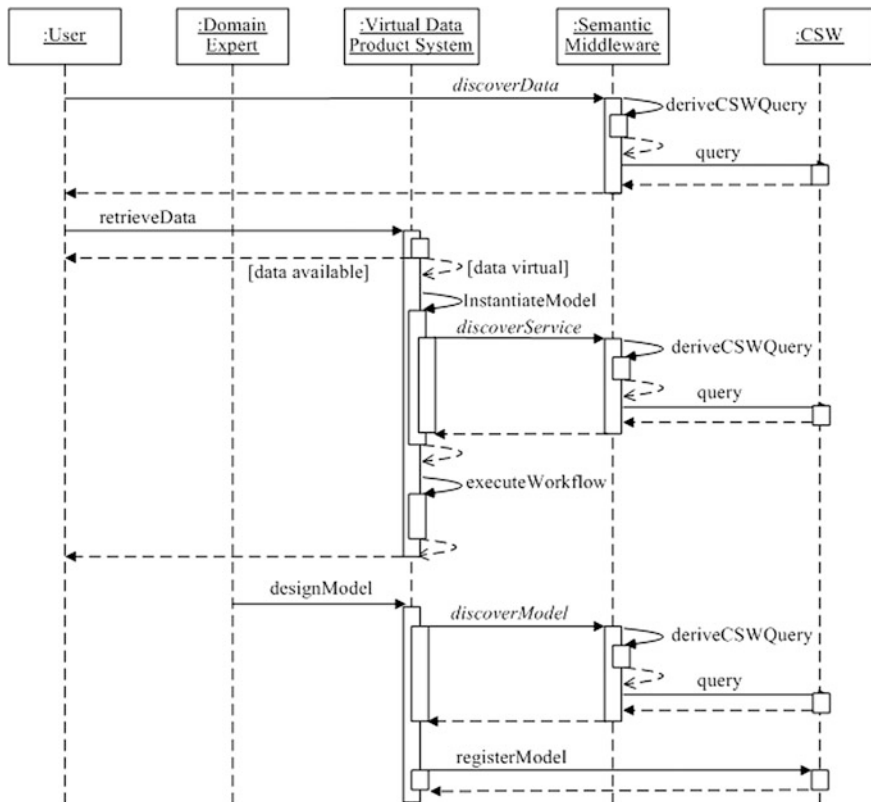 :User
:Domain
Expert
:Virtual Data
Product System
:Semantic
Middleware
:CSW
discoverData
deriveCSWQuery
query
retrieveData
[data available]
[data virtual]
InstantiateModel
discoverService
deriveCSWQuery
query
executeWorkflow
designModel
discoverModel
deriveCSWQuery
query
registerModel